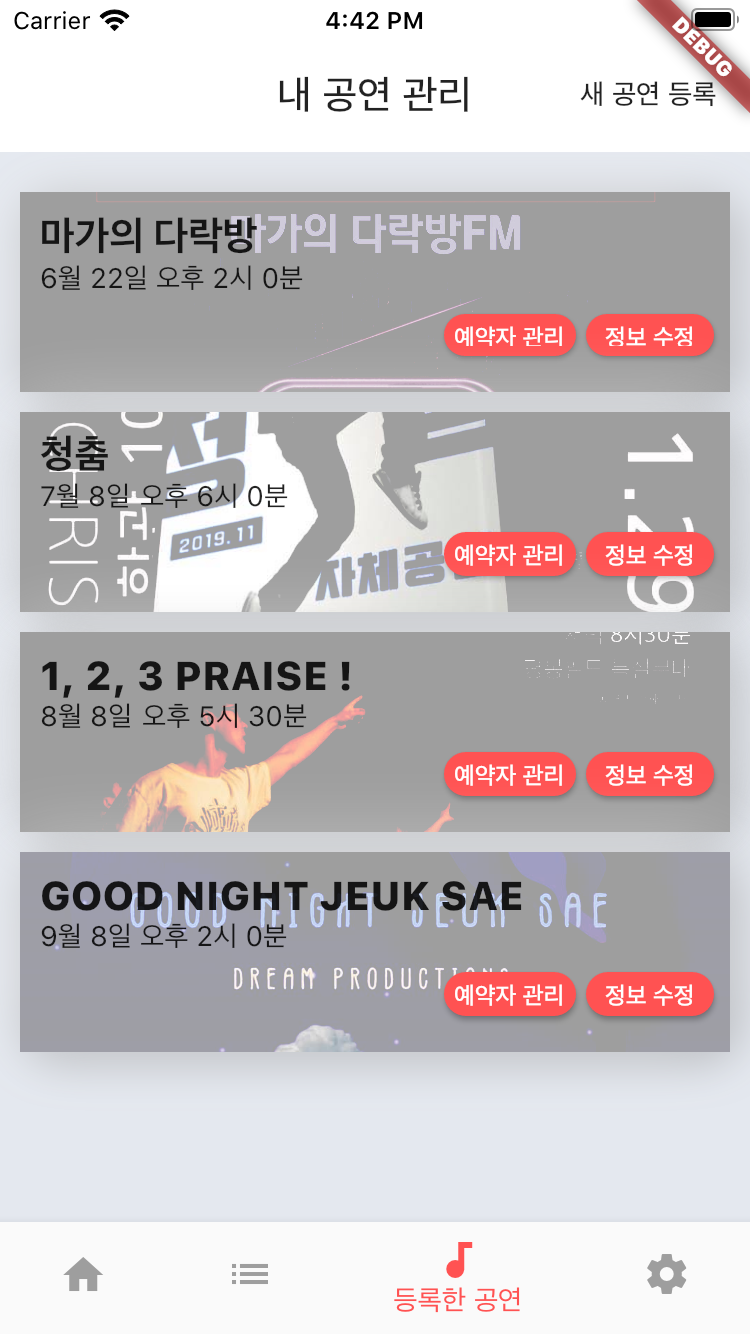 Carrier 4:42 PM
DEBUG
내 공연 관리
새 공연 등록
마가의 다락방
마가의 다락방FM
6월 22일 오후 2시 0분
예약자 관리 정보 수정
청춤
7월 8일 오후 6시 0분
CHRIS
2019.11
자체공
1.29
예약자 관리 정보 수정
8시30분
1, 2, 3 PRAISE !
8월 8일 오후 5시 30분
예약자 관리 정보 수정
GOOD NIGHT JEUK SAE
GOOD NIGHT JEUK SAE
9월 8일 오후 2시 0분
DREAM PRODUCTIONS
예약자 관리 정보 수정
등록한 공연